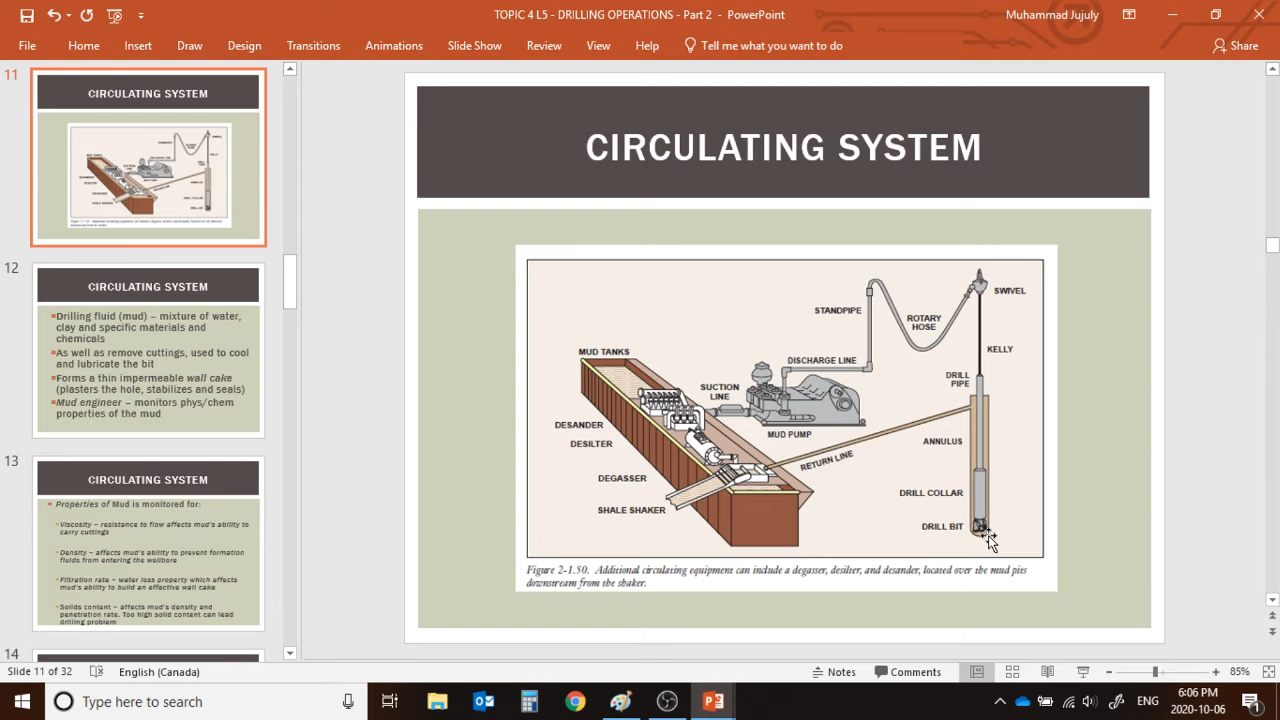 TOPIC 4 L5 - DRILLING OPERATIONS - Part 2 - PowerPoint
Muhammad Jujuly
File Home Insert Draw Design Transitions Animations Slide Show Review View Help Tell me what you want to do Share
11
CIRCULATING SYSTEM
12
CIRCULATING SYSTEM
Drilling fluid (mud) – mixture of water,
clay and specific materials and
chemicals
As well as remove cuttings, used to cool
and lubricate the bit
Forms a thin impermeable wall cake
(plasters the hole, stabilizes and seals)
Mud engineer – monitors phys/chem
properties of the mud
13
CIRCULATING SYSTEM
Properties of Mud is monitored for:
Viscosity – resistance to flow affects mud's ability to
carry cuttings
Density – affects mud's ability to prevent formation
fluids from entering the wellbore
Filtration rate – water loss property which affects
mud's ability to build an effective wall cake
Solids content – affects mud's density and
penetration rate. Too high solid content can lead
drilling problem
14
CIRCULATING SYSTEM
SWIVEL
STANDPIPE
ROTARY
HOSE
KELLY
MUD TANKS
DISCHARGE LINE
DRILL
PIPE
SUCTION
LINE
DESANDER
MUD PUMP
ANNULUS
DESILTER
RETURN LINE
DEGASSER
DRILL COLLAR
SHALE SHAKER
DRILL BIT
Figure 2-1.50. Additional circulating equipment can include a degasser, desilter, and desander, located over the mud pits
downstream from the shaker.
Slide 11 of 32 English (Canada) Notes Comments 85%
Type here to search
ENG
6:06 PM
2020-10-06